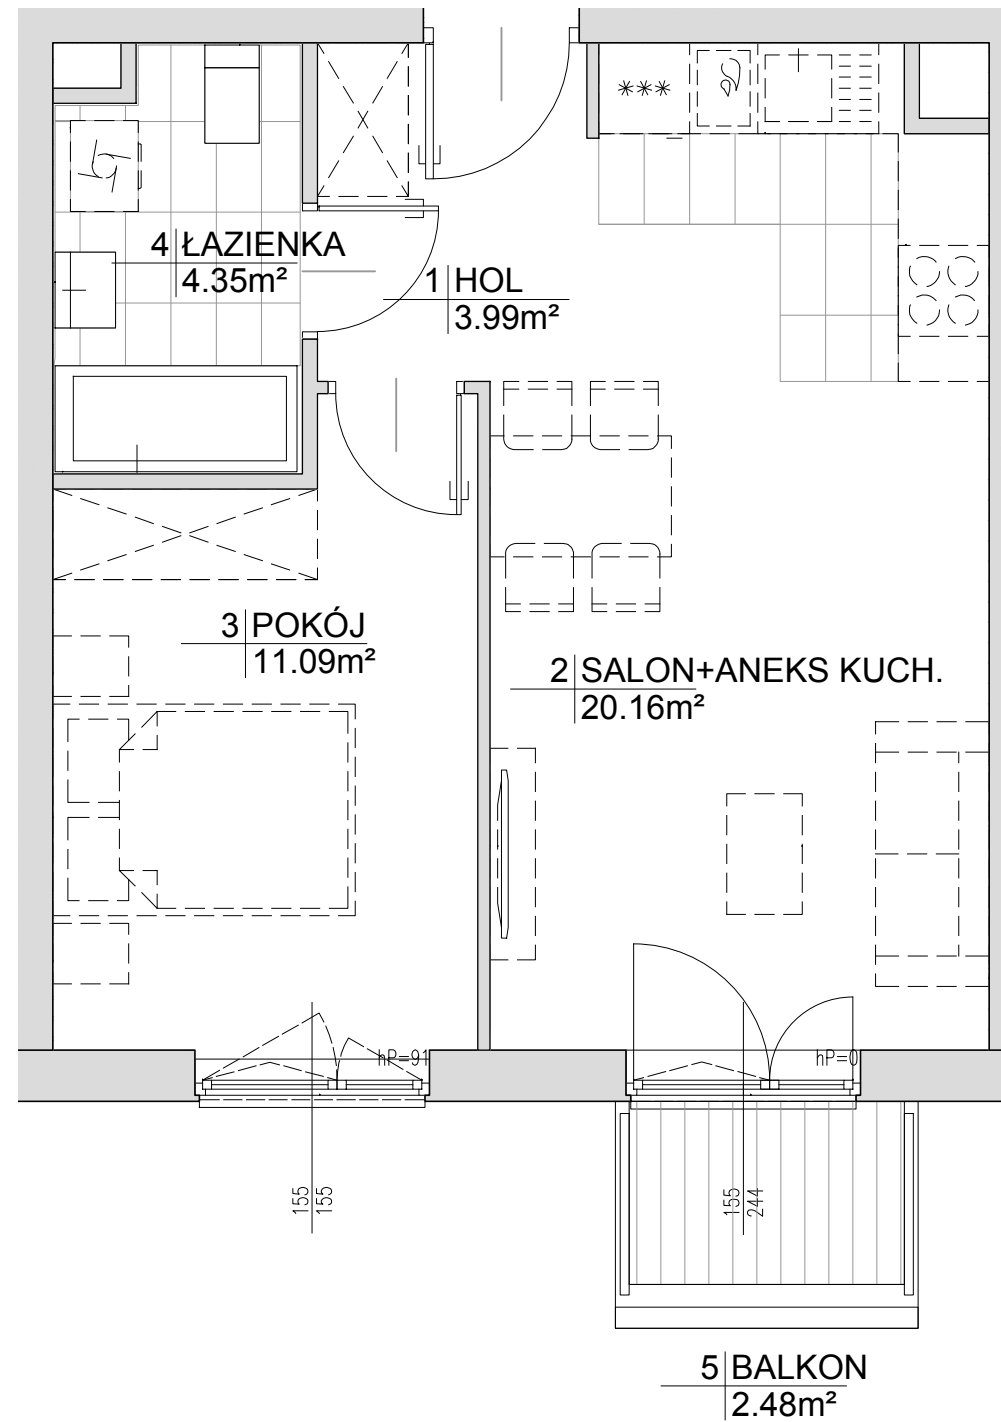 ***
4 ŁAZIENKA
4.35m²
1 HOL
3.99m²
3 POKÓJ
11.09m²
2 SALON+ANEKS KUCH.
20.16m²
hP=91
hP=0
155
155
155
244
5 BALKON
2.48m²